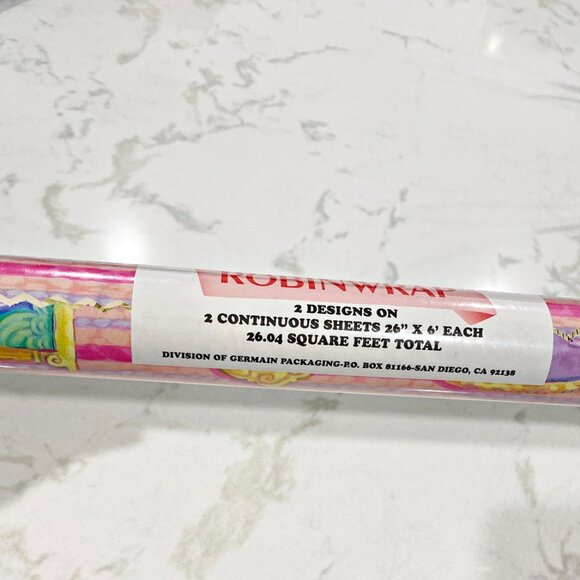 ROBINWRAP
2 DESIGNS ON
2 CONTINUOUS SHEETS 26" X 6' EACH
26.04 SQUARE FEET TOTAL
DIVISION OF GERMAIN PACKAGING-P.O. BOX 81166-SAN DIEGO, CA 92138